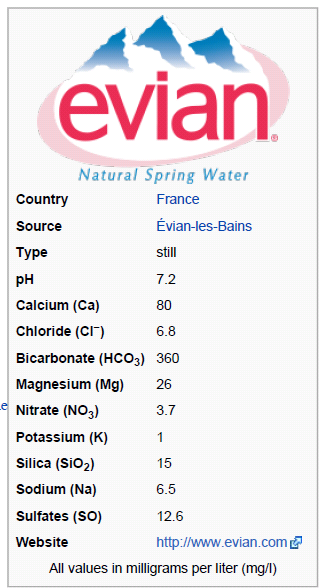 evian®
Natural Spring Water
Country France
Source Évian-les-Bains
Type still
pH 7.2
Calcium (Ca) 80
Chloride (Cl⁻) 6.8
Bicarbonate (HCO₃) 360
Magnesium (Mg) 26
Nitrate (NO₃) 3.7
Potassium (K) 1
Silica (SiO₂) 15
Sodium (Na) 6.5
Sulfates (SO) 12.6
Website http://www.evian.com
All values in milligrams per liter (mg/l)